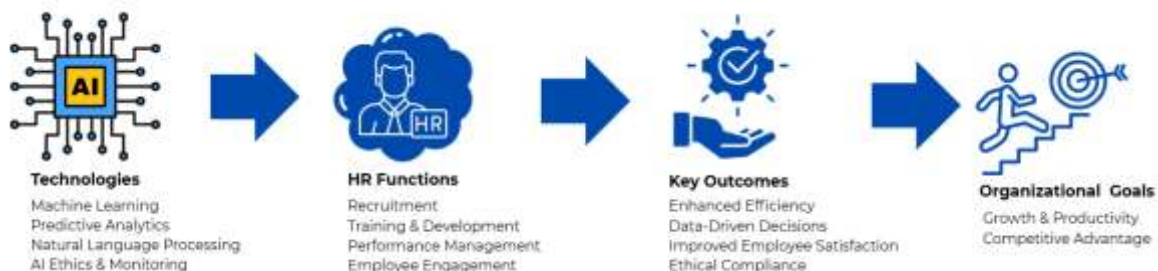 AI
HR
Technologies
Machine Learning
Predictive Analytics
Natural Language Processing
AI Ethics & Monitoring
HR Functions
Recruitment
Training & Development
Performance Management
Employee Engagement
Key Outcomes
Enhanced Efficiency
Data-Driven Decisions
Improved Employee Satisfaction
Ethical Compliance
Organizational Goals
Growth & Productivity
Competitive Advantage